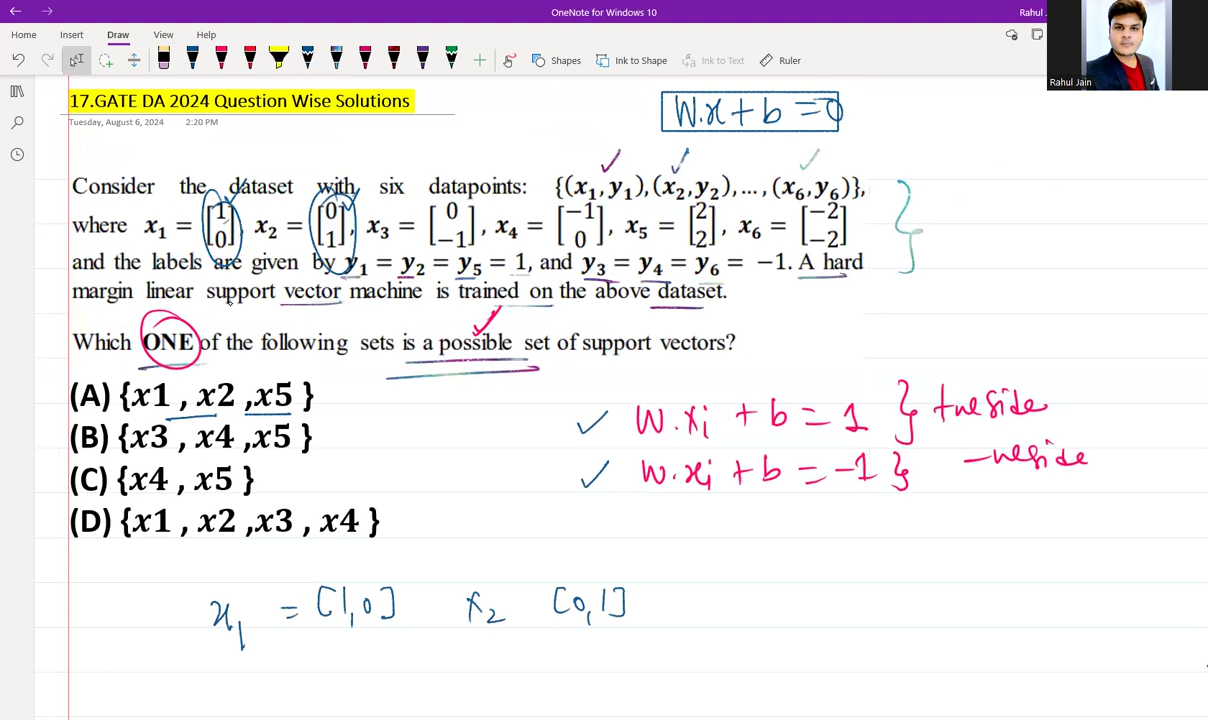 OneNote for Windows 10
Rahul J
Home Insert Draw View Help
Shapes Ink to Shape Ink to Text Ruler
Rahul Jain
17.GATE DA 2024 Question Wise Solutions
Tuesday, August 6, 2024 2:20 PM
W.x+b=0
Consider the dataset with six datapoints: {(x₁, y₁), (x₂, y₂), …, (x₆, y₆)},
where x₁ = [1 0], x₂ = [0 1], x₃ = [0 −1], x₄ = [−1 0], x₅ = [2 2], x₆ = [−2 −2]
and the labels are given by y₁ = y₂ = y₅ = 1, and y₃ = y₄ = y₆ = −1. A hard
margin linear support vector machine is trained on the above dataset.
Which ONE of the following sets is a possible set of support vectors?
(A) {x1 , x2 ,x5 }
(B) {x3 , x4 ,x5 }
(C) {x4 , x5 }
(D) {x1 , x2 ,x3 , x4 }
W.xi + b = 1 } +ve side
W.xi + b = -1 } -ve side
x₁ = [1,0] x₂ [0,1]